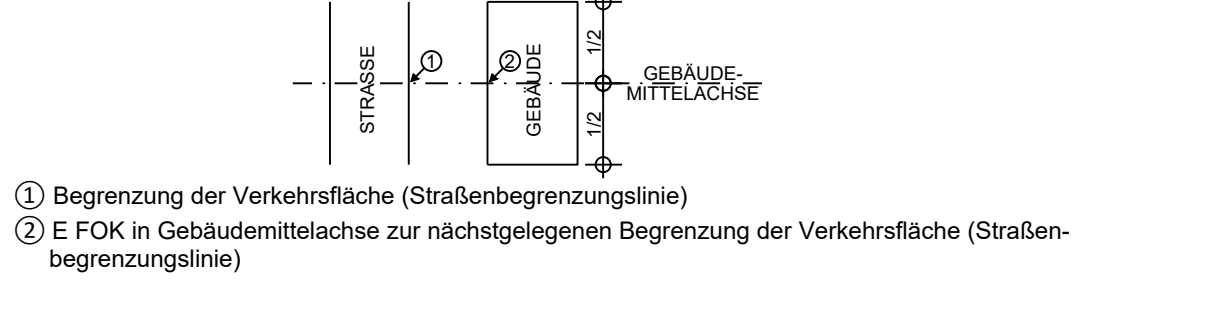 STRASSE
①
②
GEBÄUDE
1/2
1/2
GEBÄUDE-
MITTELACHSE
① Begrenzung der Verkehrsfläche (Straßenbegrenzungslinie)
② E FOK in Gebäudemittelachse zur nächstgelegenen Begrenzung der Verkehrsfläche (Straßen-
begrenzungslinie)